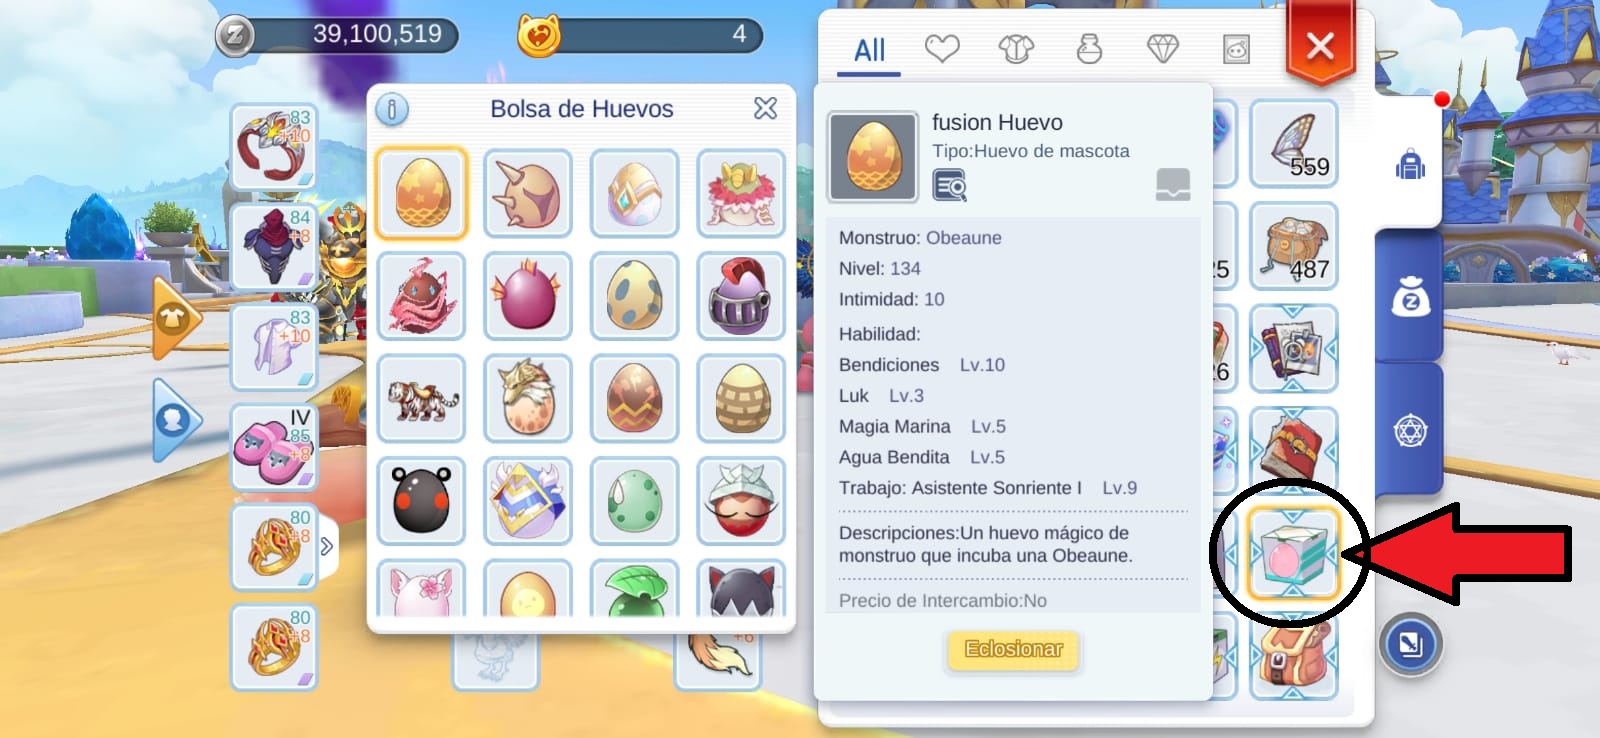 39,100,519
4
All
Bolsa de Huevos
83
+10
84
+8
83
+10
IV
85
+8
80
+8
80
+8
+6
fusion Huevo
Tipo:Huevo de mascota
Monstruo: Obeaune
Nivel: 134
Intimidad: 10
Habilidad:
Bendiciones Lv.10
Luk Lv.3
Magia Marina Lv.5
Agua Bendita Lv.5
Trabajo: Asistente Sonriente I Lv.9
Descripciones:Un huevo mágico de
monstruo que incuba una Obeaune.
Precio de Intercambio:No
Eclosionar
559
487